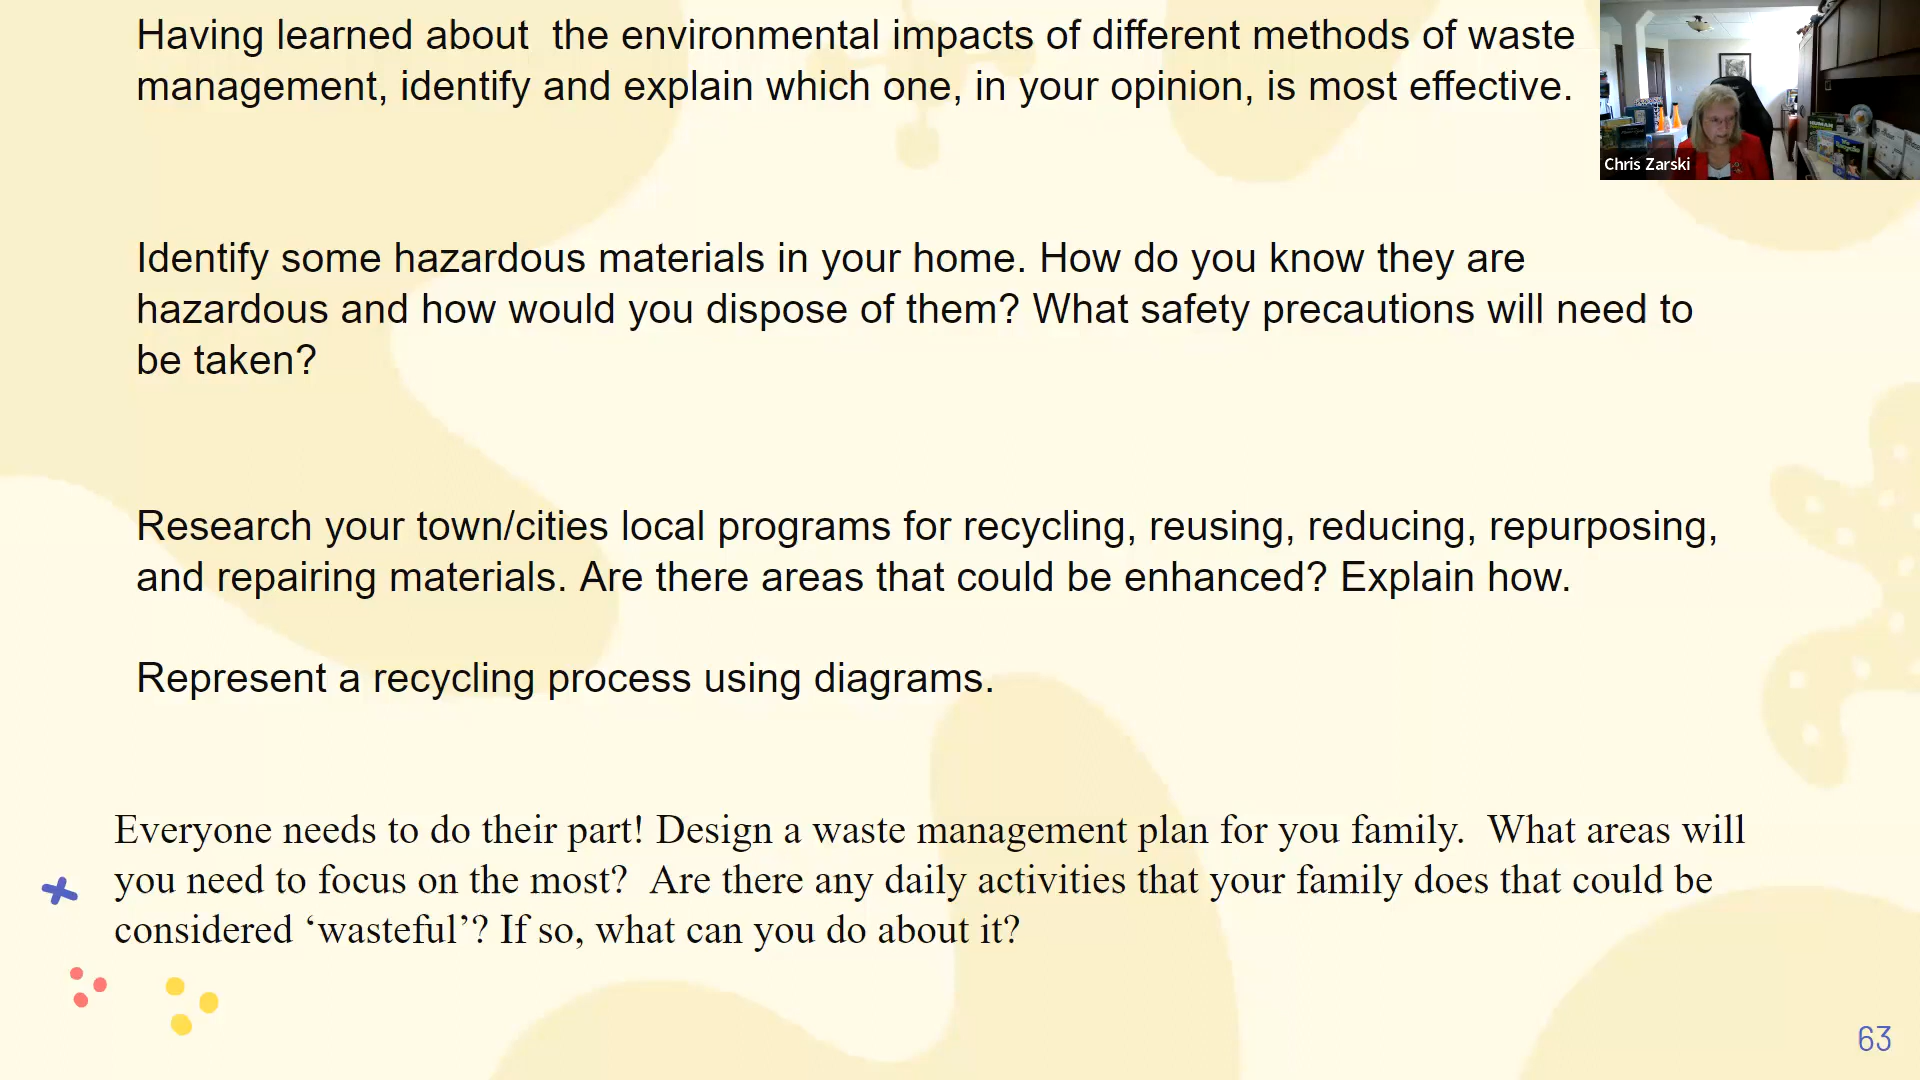 Having learned about  the environmental impacts of different methods of waste
management, identify and explain which one, in your opinion, is most effective.
Chris Zarski
Identify some hazardous materials in your home. How do you know they are
hazardous and how would you dispose of them? What safety precautions will need to
be taken?
Research your town/cities local programs for recycling, reusing, reducing, repurposing,
and repairing materials. Are there areas that could be enhanced? Explain how.
Represent a recycling process using diagrams.
Everyone needs to do their part! Design a waste management plan for you family.  What areas will
you need to focus on the most?  Are there any daily activities that your family does that could be
considered ‘wasteful’? If so, what can you do about it?
63